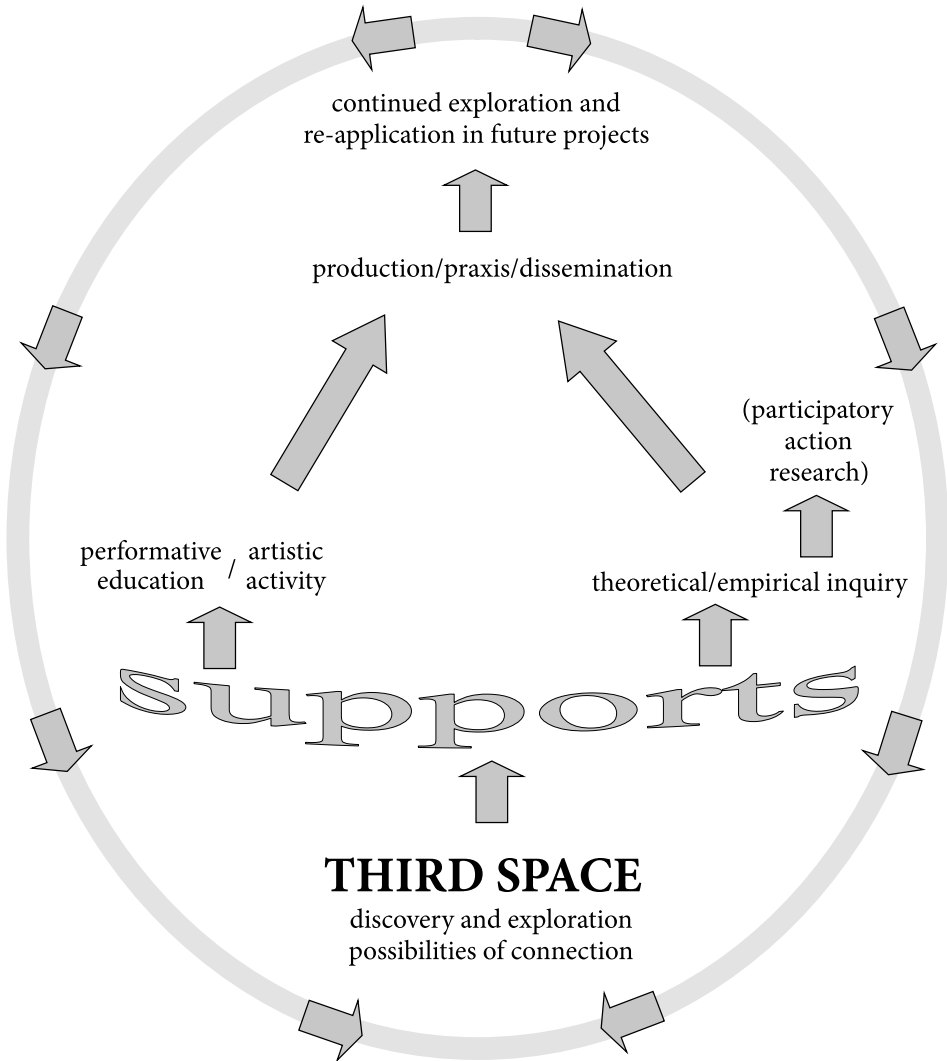 continued exploration and
re-application in future projects
production/praxis/dissemination
(participatory
action
research)
performative / artistic
education activity
theoretical/empirical inquiry
supports
THIRD SPACE
discovery and exploration
possibilities of connection